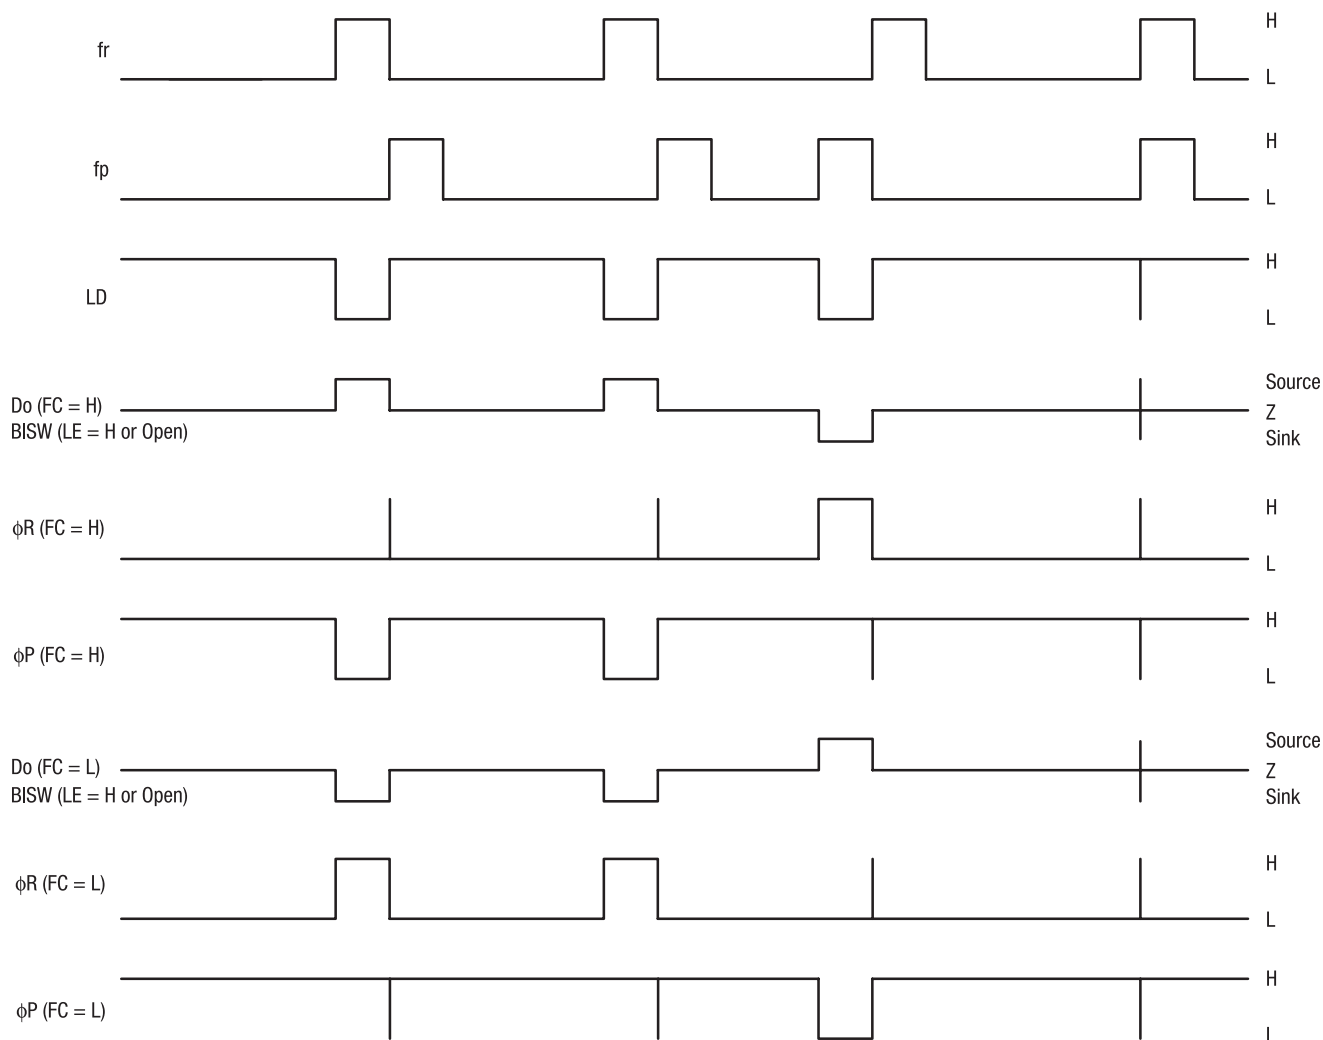 fr
H
L
fp
H
L
LD
H
L
Do (FC = H)
BISW (LE = H or Open)
Source
Z
Sink
ϕR (FC = H)
H
L
ϕP (FC = H)
H
L
Do (FC = L)
BISW (LE = H or Open)
Source
Z
Sink
ϕR (FC = L)
H
L
ϕP (FC = L)
H
L